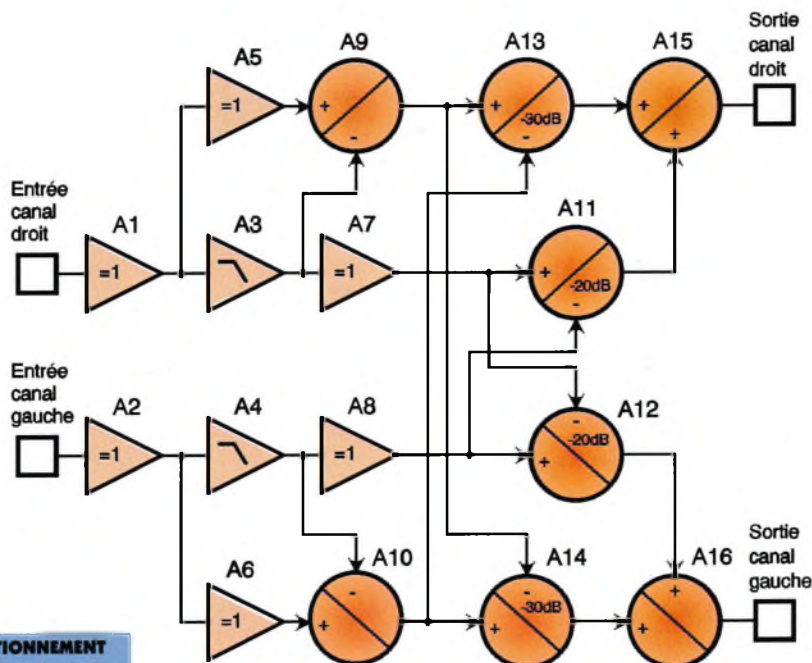 Sortie
canal
droit
A5
A9
A13
A15
=1
+
-
+
-30dB
-
+
+
Entrée
canal
droit
A1
A3
A7
A11
=1
=1
+
-20dB
-
Entrée
canal
gauche
A2
A4
A8
A12
=1
=1
-
-20dB
+
Sortie
canal
gauche
A6
A10
A14
A16
=1
-
+
-
-30dB
+
+
+
TIONNEMENT